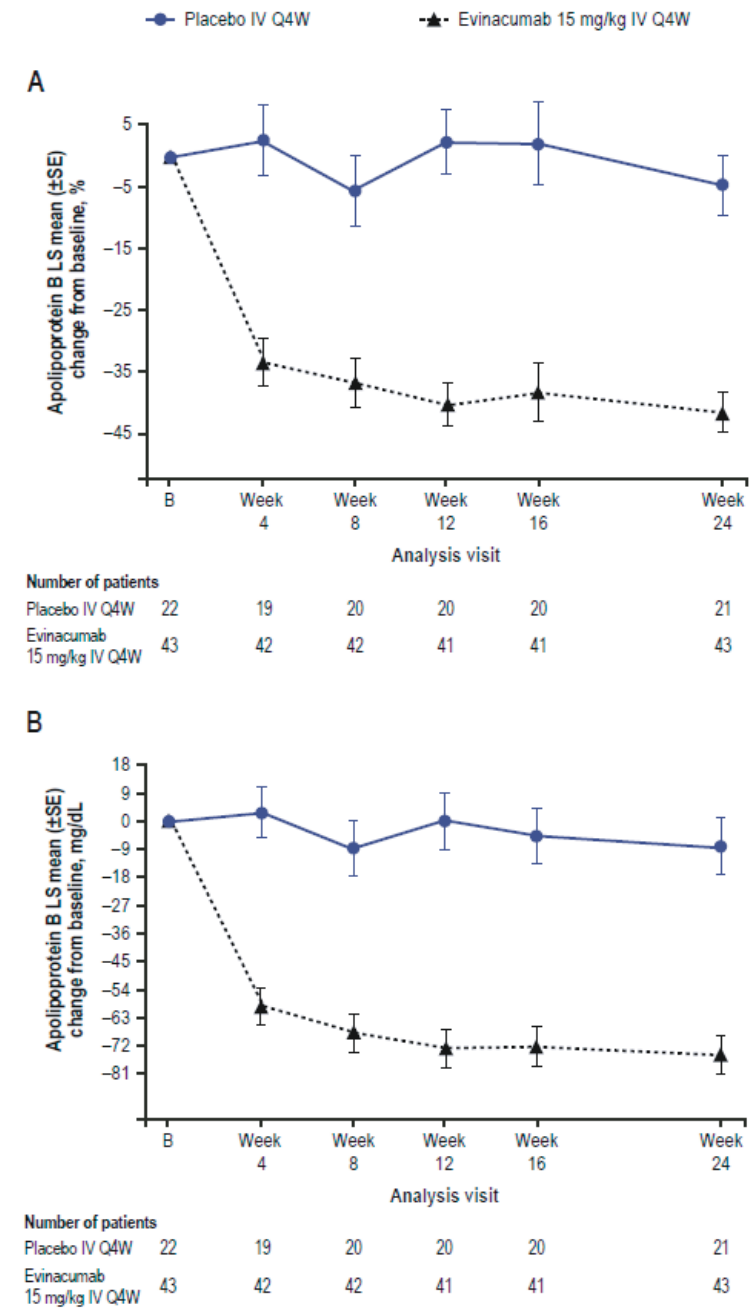 Placebo IV Q4W
Evinacumab 15 mg/kg IV Q4W
A
Apolipoprotein B LS mean (±SE)
change from baseline, %
5
–5
–15
–25
–35
–45
B
Week
4
Week
8
Week
12
Week
16
Week
24
Analysis visit
Number of patients
Placebo IV Q4W 22 19 20 20 20 21
Evinacumab
15 mg/kg IV Q4W 43 42 42 41 41 43
B
Apolipoprotein B LS mean (±SE)
change from baseline, mg/dL
18
9
0
–9
–18
–27
–36
–45
–54
–63
–72
–81
B
Week
4
Week
8
Week
12
Week
16
Week
24
Analysis visit
Number of patients
Placebo IV Q4W 22 19 20 20 20 21
Evinacumab
15 mg/kg IV Q4W 43 42 42 41 41 43